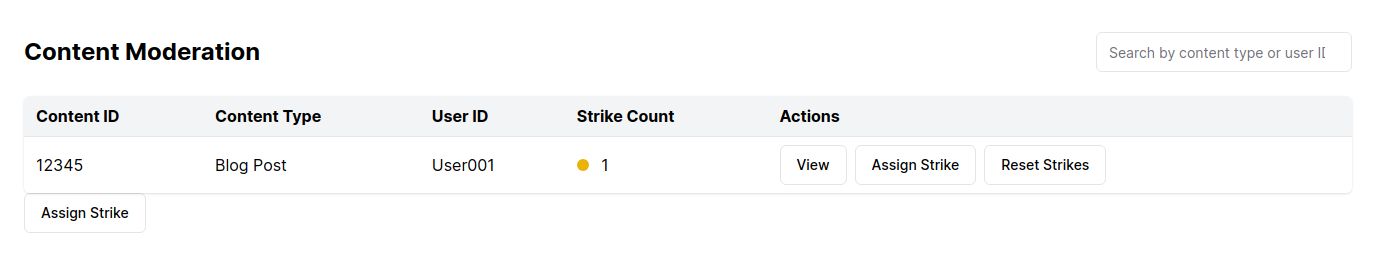 Content Moderation
Search by content type or user I
Content ID Content Type User ID Strike Count Actions
12345 Blog Post User001 1 View Assign Strike Reset Strikes
Assign Strike